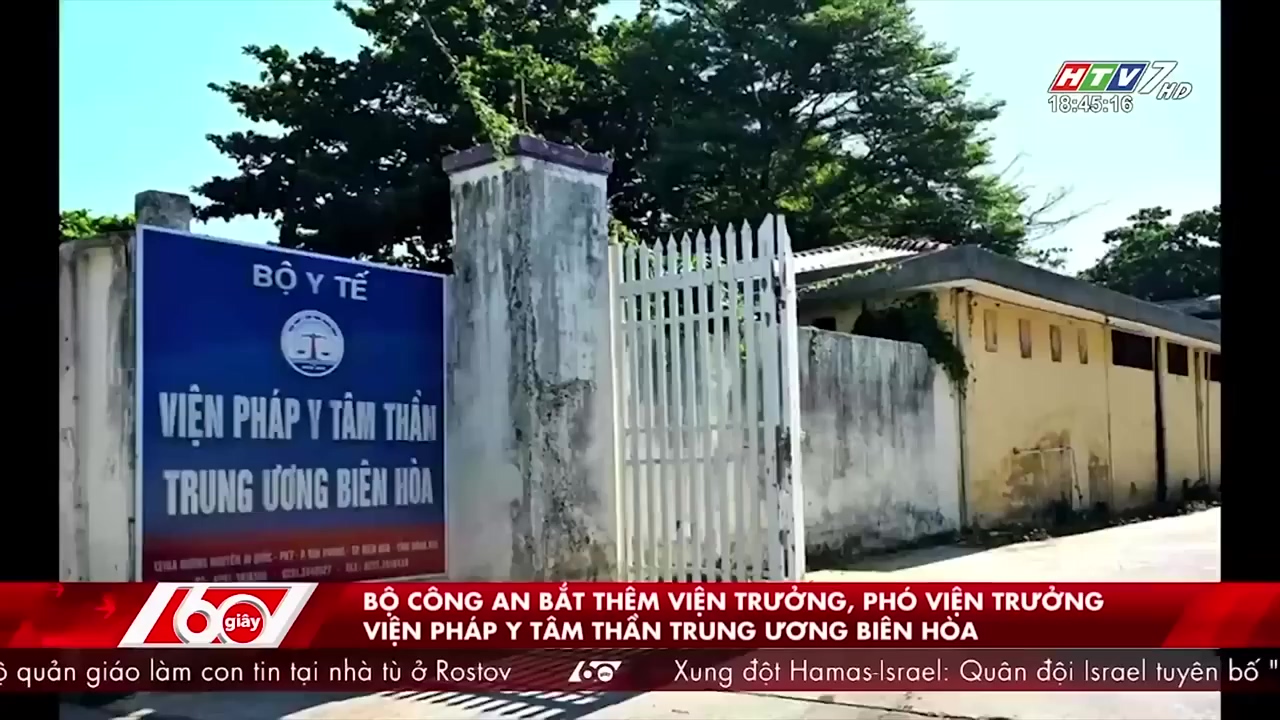 HTV7 HD
18:45:16
BỘ Y TẾ
VIỆN PHÁP Y TÂM THẦN
TRUNG ƯƠNG BIÊN HÒA
60 giây
BỘ CÔNG AN BẮT THÊM VIỆN TRƯỞNG, PHÓ VIỆN TRƯỞNG
VIỆN PHÁP Y TÂM THẦN TRUNG ƯƠNG BIÊN HÒA
quản giáo làm con tin tại nhà tù ở Rostov 60 Xung đột Hamas-Israel: Quân đội Israel tuyên bố "